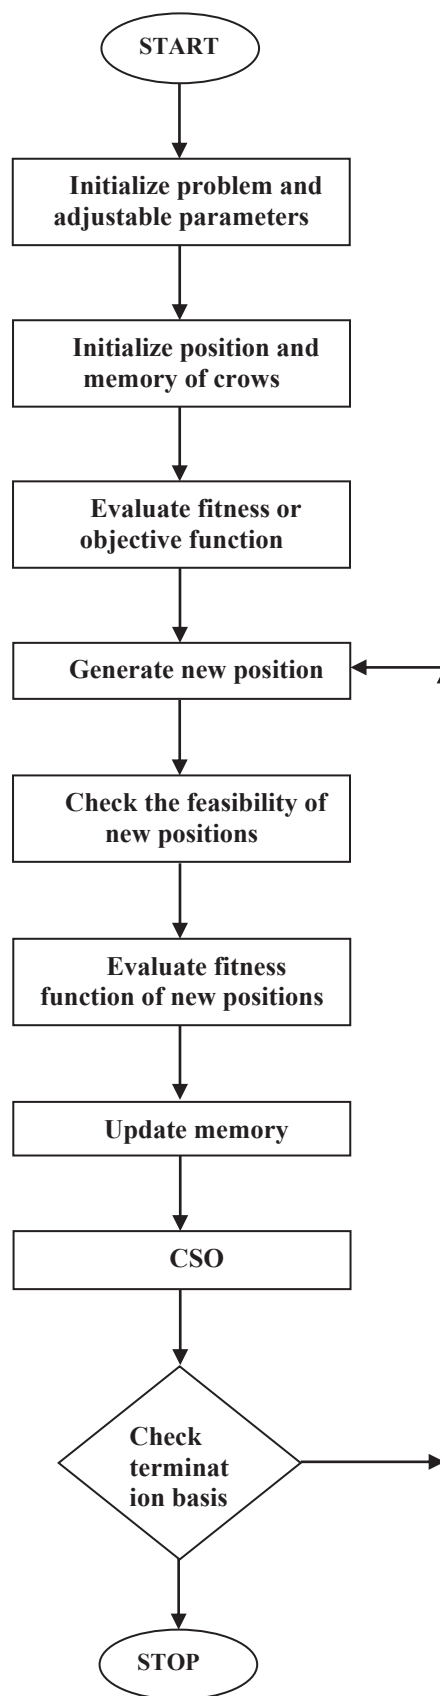 START
Initialize problem and
adjustable parameters
Initialize position and
memory of crows
Evaluate fitness or
objective function
Generate new position
Check the feasibility of
new positions
Evaluate fitness
function of new positions
Update memory
CSO
Check
terminat
ion basis
STOP